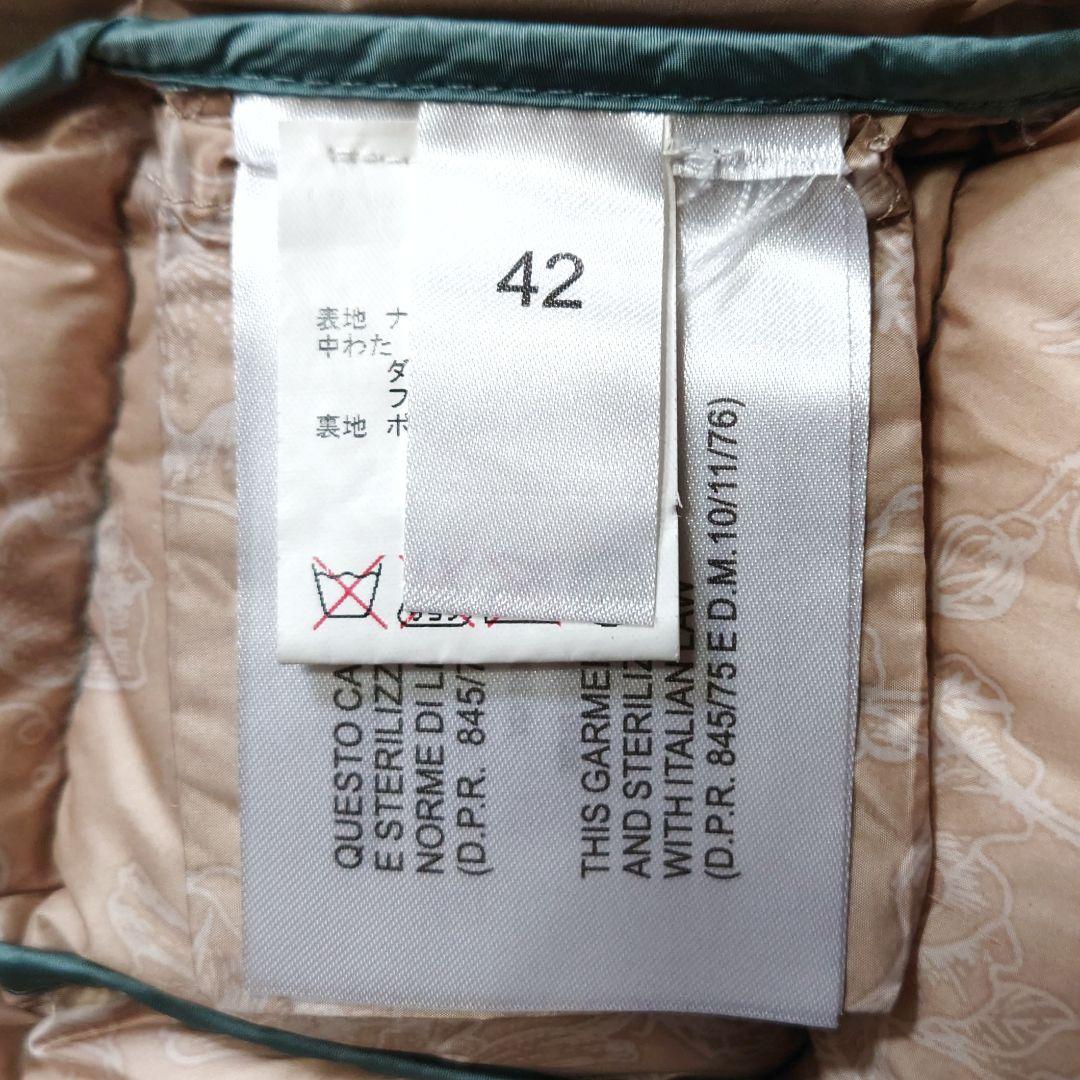 42
表地 ナ
中わた
ダ
フ
裏地 ポ
QUESTO CA
E STERILIZZ
NORME DI L
(D.P.R. 845/7
THIS GARME
AND STERILIZ
WITH ITALIAN LAW
(D.P.R. 845/75 E D.M.10/11/76)